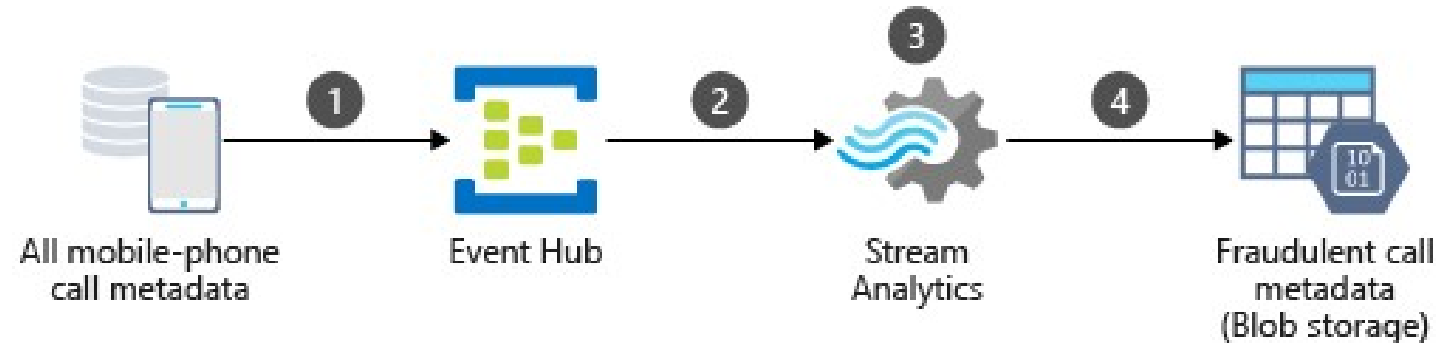 3
1
2
4
10
01
All mobile-phone
call metadata
Event Hub
Stream
Analytics
Fraudulent call
metadata
(Blob storage)